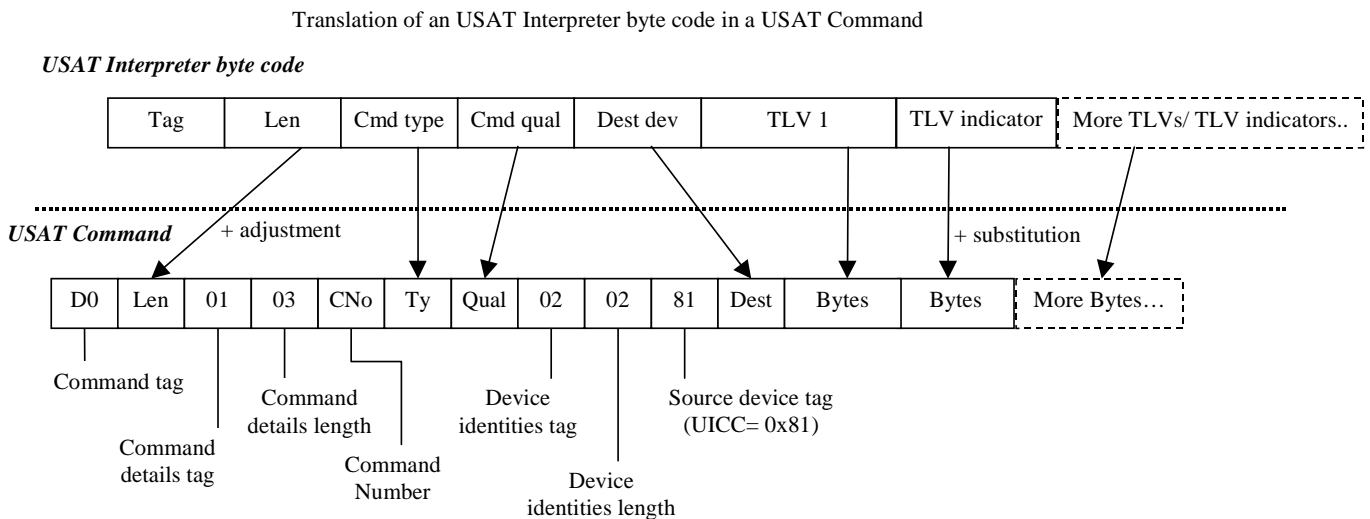 Translation of an USAT Interpreter byte code in a USAT Command
USAT Interpreter byte code
Tag Len Cmd type Cmd qual Dest dev TLV 1 TLV indicator More TLVs/ TLV indicators..
USAT Command + adjustment + substitution
D0 Len 01 03 CNo Ty Qual 02 02 81 Dest Bytes Bytes More Bytes…
Command tag
Command
details tag
Command
details length
Command
Number
Device
identities tag
Device
identities length
Source device tag
(UICC= 0x81)